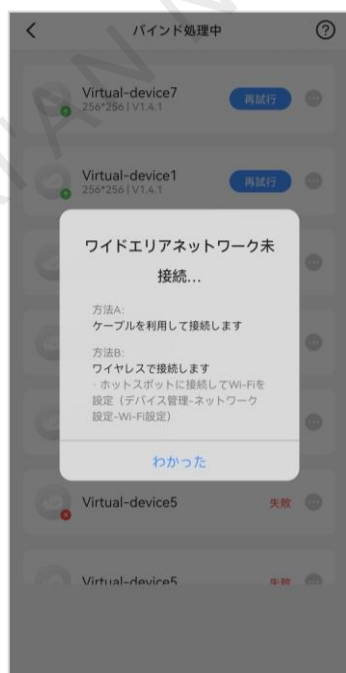 バインド処理中
Virtual-device7
256*256 | V1.4.1
再試行
Virtual-device1
256*256 | V1.4.1
再試行
ワイドエリアネットワーク未
接続...
方法A:
ケーブルを利用して接続します
方法B:
ワイヤレスで接続します
· ホットスポットに接続してWi-Fiを
設定（デバイス管理-ネットワーク
設定-Wi-Fi設定）
わかった
Virtual-device5
失敗
Virtual-device5
失敗